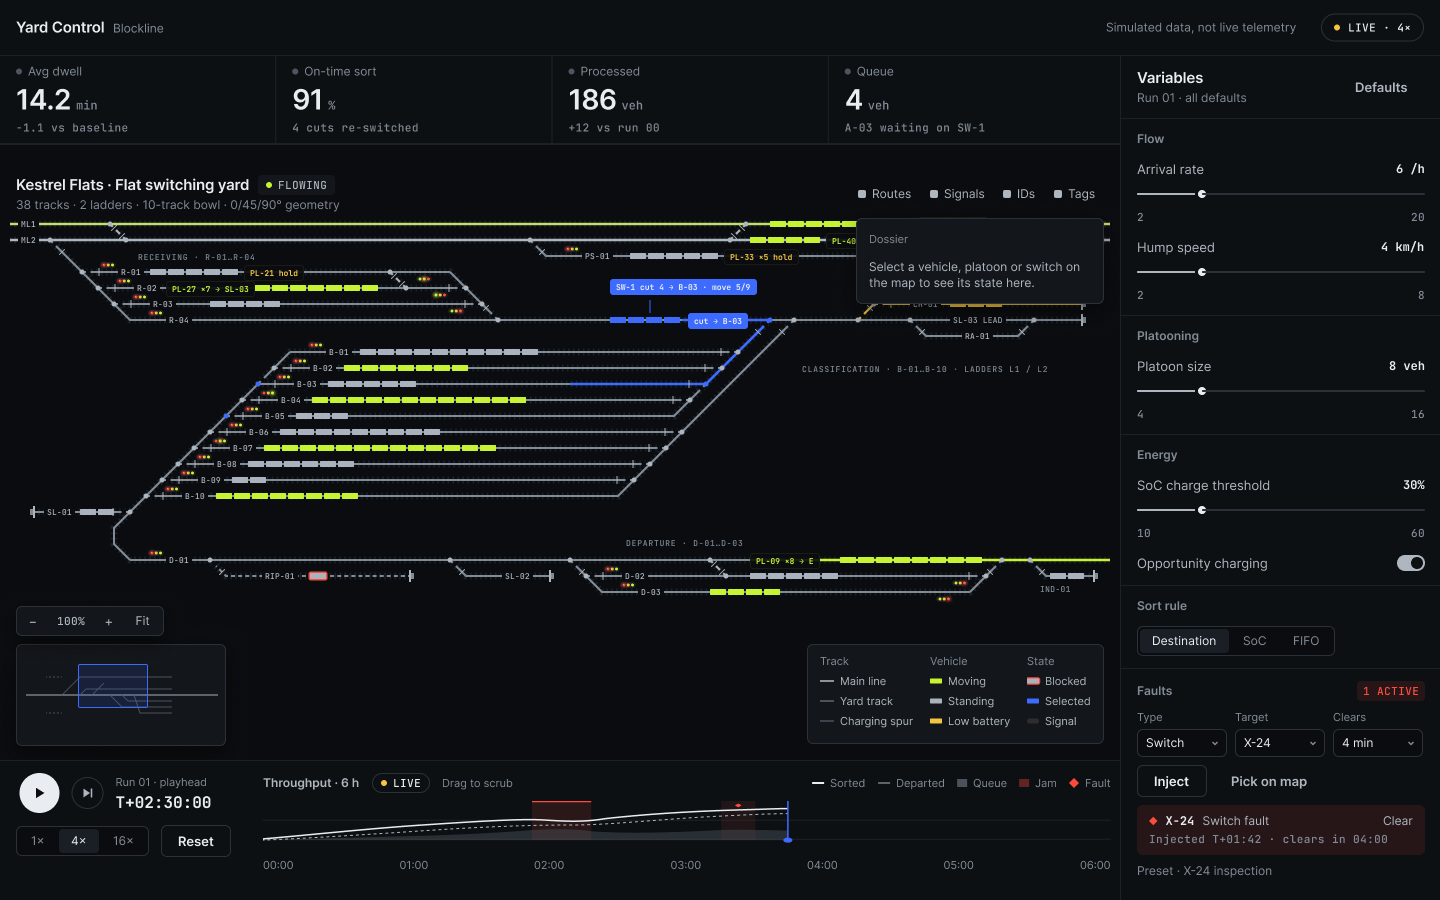 Yard Control Blockline
Simulated data, not live telemetry
LIVE · 4×
Avg dwell
14.2 min
-1.1 vs baseline
On-time sort
91 %
4 cuts re-switched
Processed
186 veh
+12 vs run 00
Queue
4 veh
A-03 waiting on SW-1
Kestrel Flats · Flat switching yard
FLOWING
38 tracks · 2 ladders · 10-track bowl · 0/45/90° geometry
Routes
Signals
IDs
Tags
ML1
ML2
PL-40
RECEIVING · R-01…R-04
PS-01
PL-33 ×5 hold
R-01
PL-21 hold
R-02
PL-27 ×7 → SL-03
R-03
R-04
SW-1 cut 4 → B-03 · move 5/9
cut → B-03
Dossier
Select a vehicle, platoon or switch on
the map to see its state here.
SL-03 LEAD
RA-01
B-01
B-02
B-03
B-04
B-05
B-06
B-07
B-08
B-09
B-10
CLASSIFICATION · B-01…B-10 · LADDERS L1 / L2
SL-01
DEPARTURE · D-01…D-03
D-01
PL-09 ×8 → E
RIP-01
SL-02
D-02
D-03
IND-01
− 100% + Fit
Track
Main line
Yard track
Charging spur
Vehicle
Moving
Standing
Low battery
State
Blocked
Selected
Signal
Run 01 · playhead
T+02:30:00
1×
4×
16×
Reset
Throughput · 6 h
LIVE
Drag to scrub
Sorted
Departed
Queue
Jam
Fault
00:00
01:00
02:00
03:00
04:00
05:00
06:00
Variables
Run 01 · all defaults
Defaults
Flow
Arrival rate 6 /h
2 20
Hump speed 4 km/h
2 8
Platooning
Platoon size 8 veh
4 16
Energy
SoC charge threshold 30%
10 60
Opportunity charging
Sort rule
Destination
SoC
FIFO
Faults
1 ACTIVE
Type
Target
Clears
Switch
X-24
4 min
Inject
Pick on map
X-24 Switch fault
Clear
Injected T+01:42 · clears in 04:00
Preset · X-24 inspection